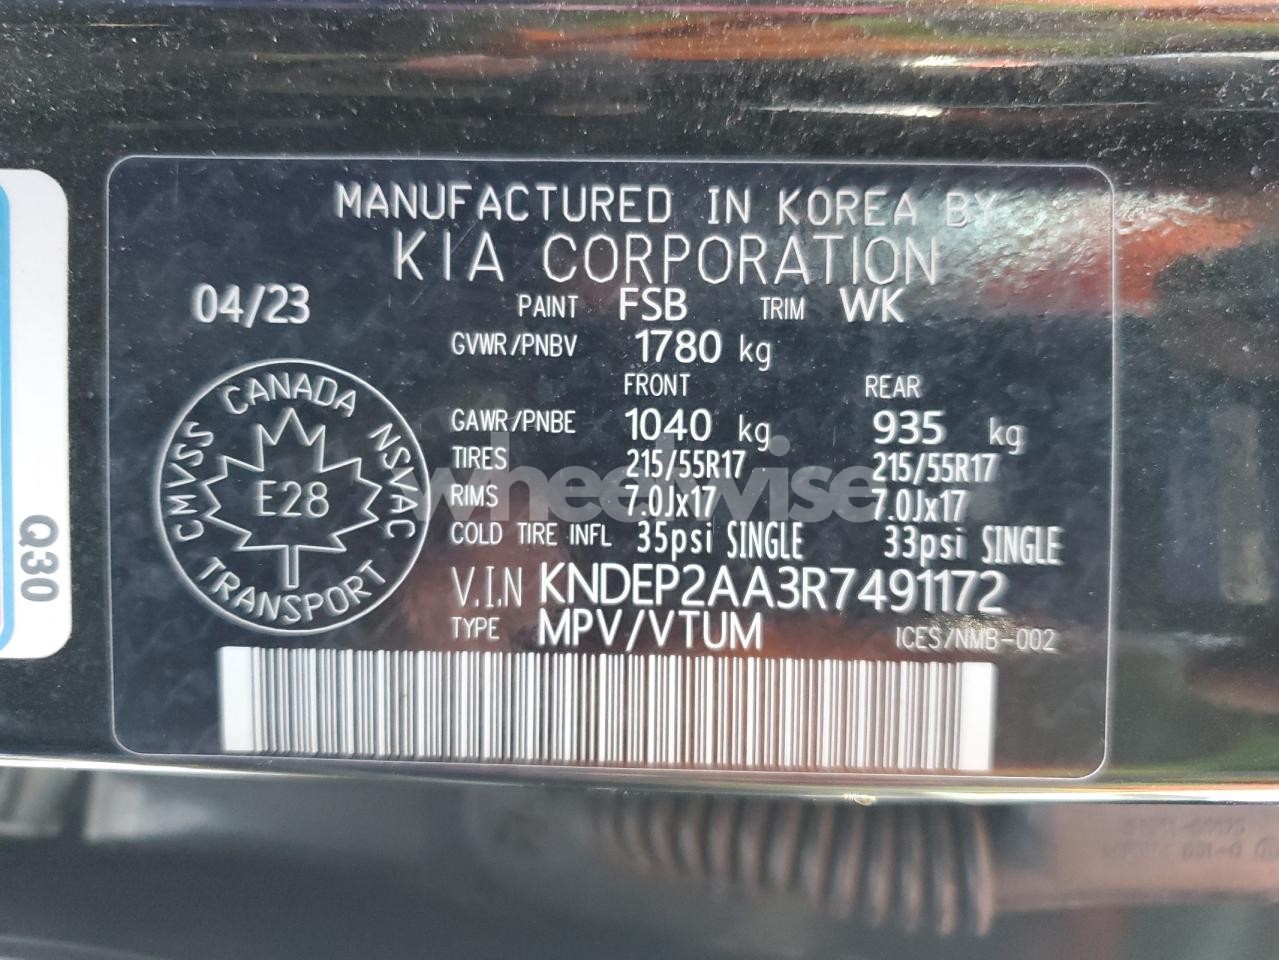 MANUFACTURED IN KOREA BY
KIA CORPORATION
04/23
PAINT FSB TRIM WK
GVWR/PNBV 1780 kg
FRONT REAR
GAWR/PNBE 1040 kg 935 kg
TIRES 215/55R17 215/55R17
RIMS 7.0Jx17 7.0Jx17
COLD TIRE INFL 35psi SINGLE 33psi SINGLE
V.I.N KNDEP2AA3R7491172
TYPE MPV/VTUM ICES/NMB-002
CANADA
CMVSS NSVAC
E28
TRANSPORT
Q30
wheelwise